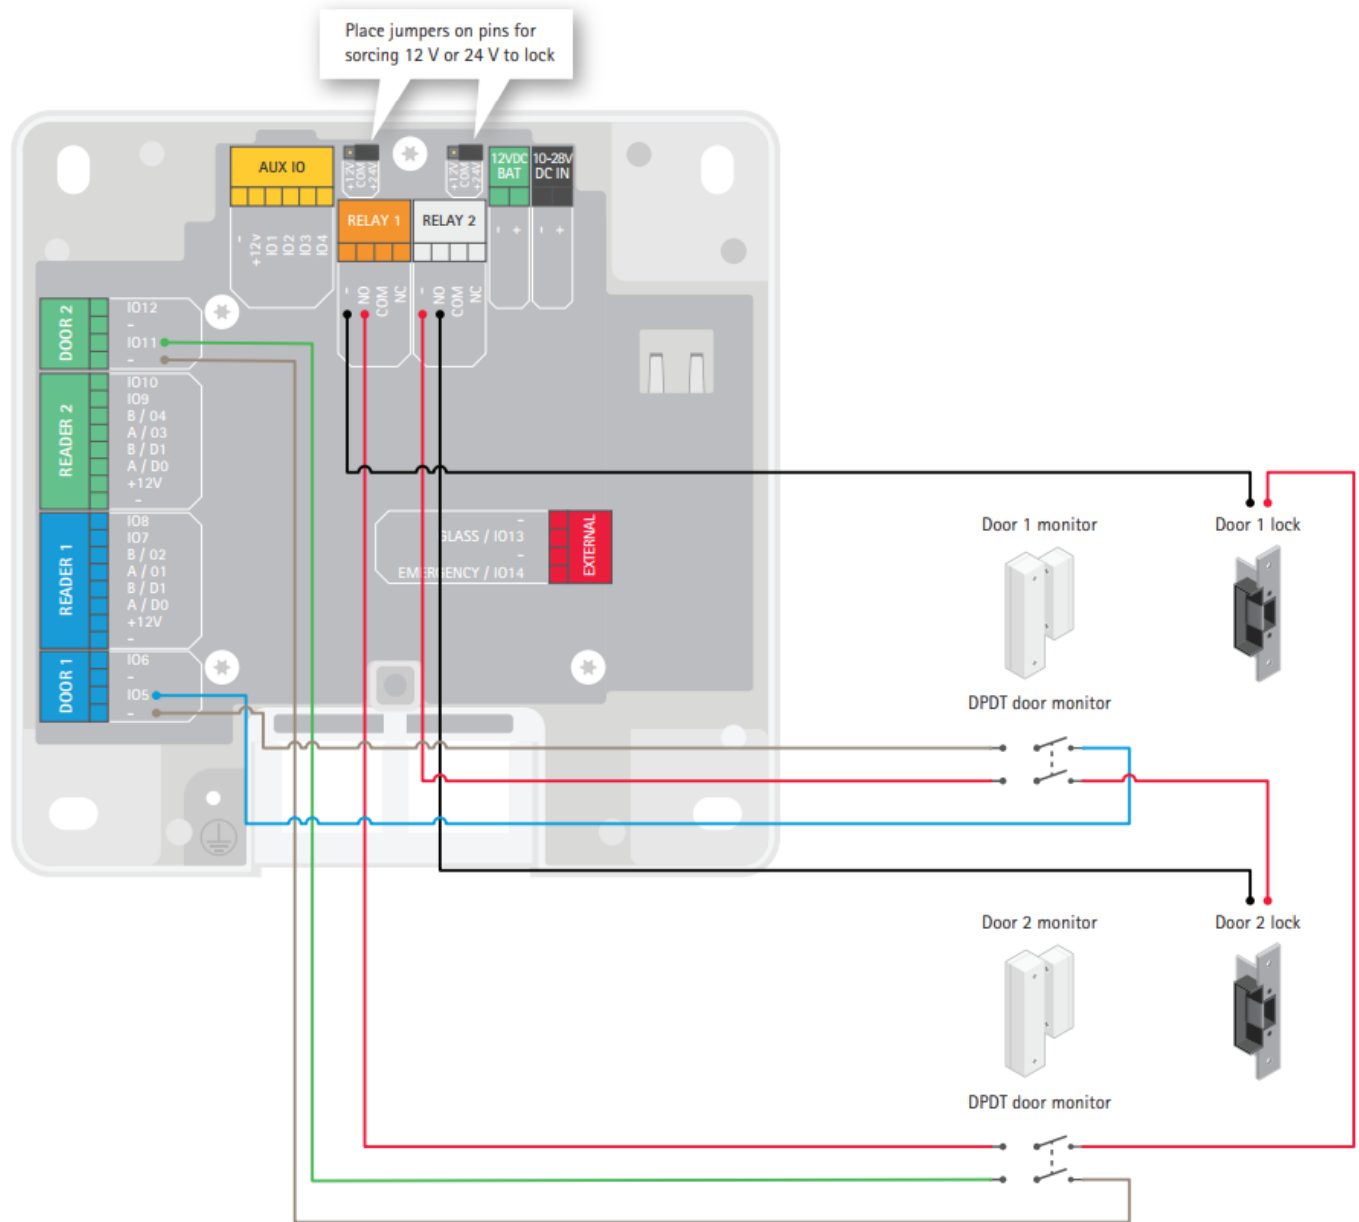 Place jumpers on pins for
sorcing 12 V or 24 V to lock
AUX IO
-
+12v
IO1
IO2
IO3
IO4
+12V
COM
+24V
+12V
COM
+24V
12VDC
BAT
- +
10-28V
DC IN
- +
RELAY 1
-
NO
COM
NC
RELAY 2
-
NO
COM
NC
DOOR 2
IO12
-
IO11
-
READER 2
IO10
IO9
B / 04
A / 03
B / D1
A / D0
+12V
-
READER 1
IO8
IO7
B / 02
A / 01
B / D1
A / D0
+12V
-
DOOR 1
IO6
-
IO5
-
-
GLASS / IO13
-
EMERGENCY / IO14
EXTERNAL
Door 1 monitor
Door 1 lock
DPDT door monitor
Door 2 monitor
Door 2 lock
DPDT door monitor